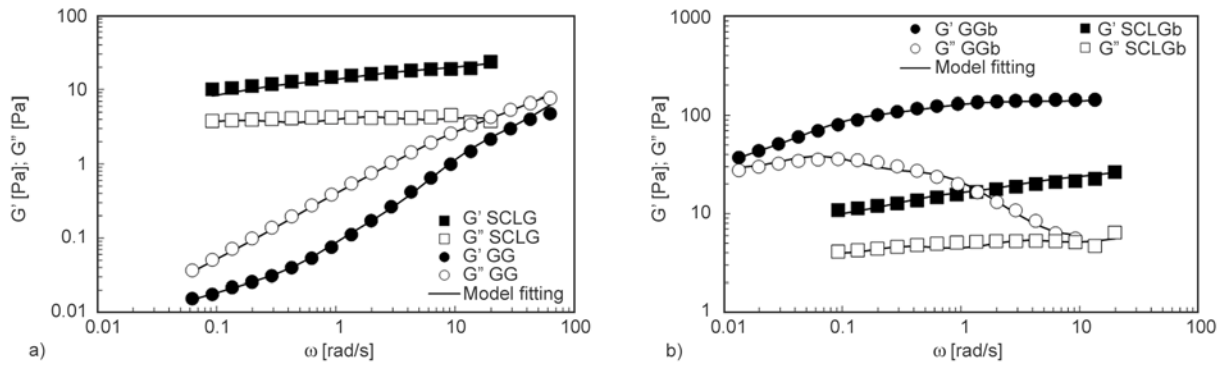 100
10
1
0.1
0.01
G' [Pa]; G" [Pa]
G' SCLG
G" SCLG
G' GG
G" GG
Model fitting
0.01 0.1 1 10 100
a) ω [rad/s]
1000
100
10
1
G' [Pa]; G" [Pa]
G' GGb G' SCLGb
G" GGb G" SCLGb
Model fitting
0.01 0.1 1 10 100
b) ω [rad/s]